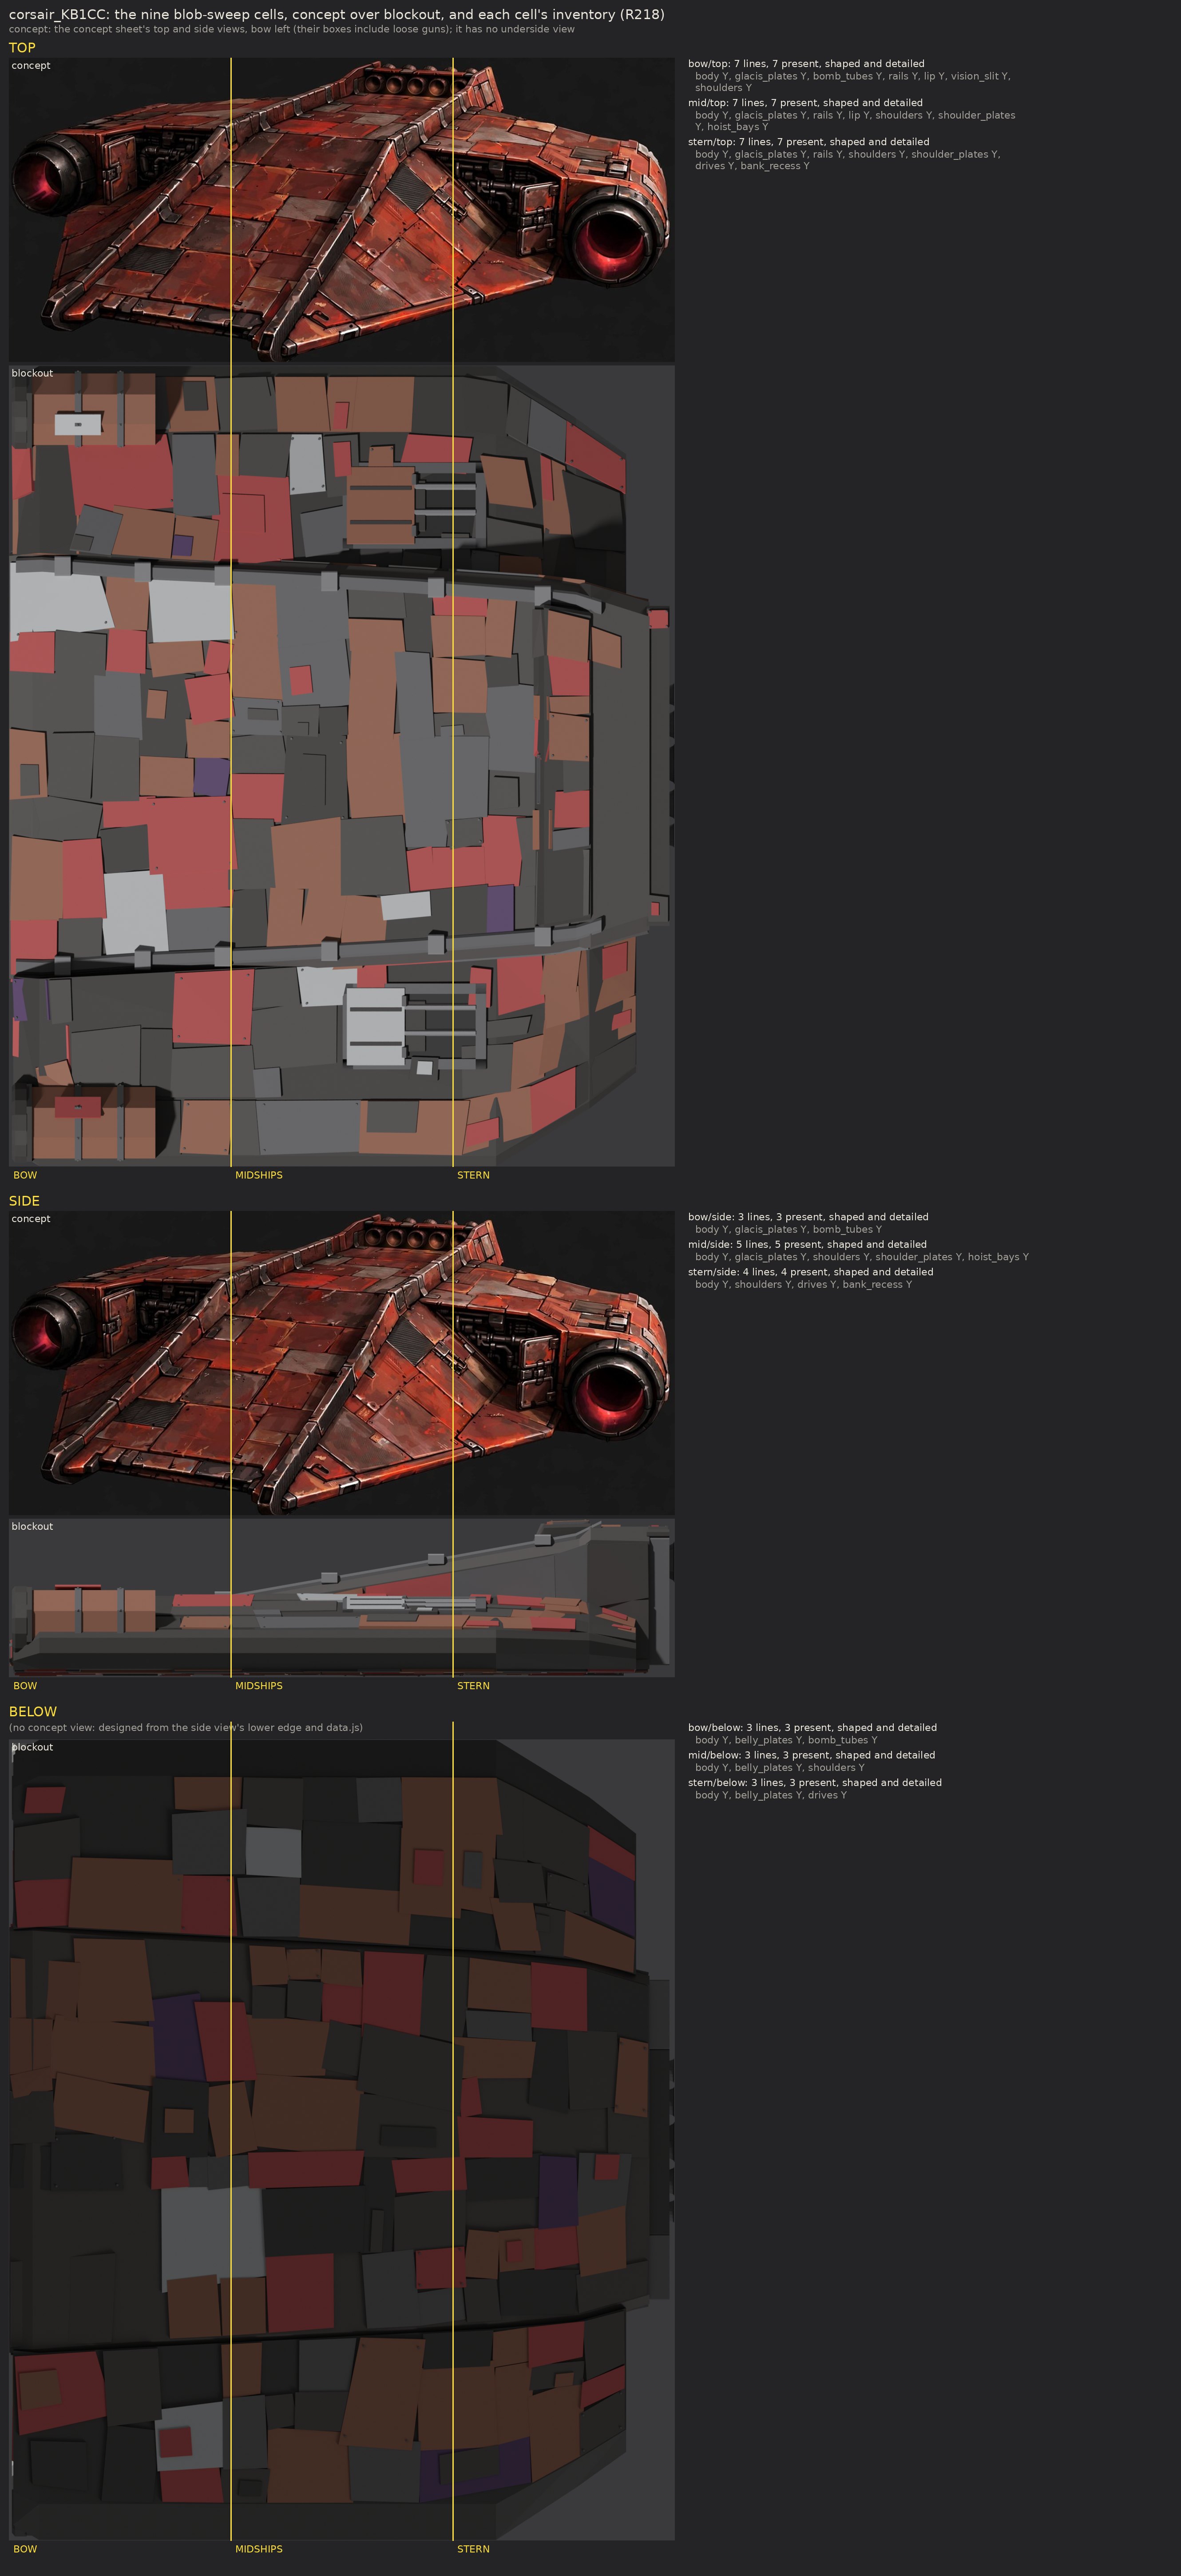 corsair_KB1CC: the nine blob-sweep cells, concept over blockout, and each cell's inventory (R218)
concept: the concept sheet's top and side views, bow left (their boxes include loose guns); it has no underside view
TOP
concept
bow/top: 7 lines, 7 present, shaped and detailed
body Y, glacis_plates Y, bomb_tubes Y, rails Y, lip Y, vision_slit Y,
shoulders Y
mid/top: 7 lines, 7 present, shaped and detailed
body Y, glacis_plates Y, rails Y, lip Y, shoulders Y, shoulder_plates
Y, hoist_bays Y
stern/top: 7 lines, 7 present, shaped and detailed
body Y, glacis_plates Y, rails Y, shoulders Y, shoulder_plates Y,
drives Y, bank_recess Y
blockout
BOW
MIDSHIPS
STERN
SIDE
concept
bow/side: 3 lines, 3 present, shaped and detailed
body Y, glacis_plates Y, bomb_tubes Y
mid/side: 5 lines, 5 present, shaped and detailed
body Y, glacis_plates Y, shoulders Y, shoulder_plates Y, hoist_bays Y
stern/side: 4 lines, 4 present, shaped and detailed
body Y, shoulders Y, drives Y, bank_recess Y
blockout
BOW
MIDSHIPS
STERN
BELOW
(no concept view: designed from the side view's lower edge and data.js)
bow/below: 3 lines, 3 present, shaped and detailed
body Y, belly_plates Y, bomb_tubes Y
mid/below: 3 lines, 3 present, shaped and detailed
body Y, belly_plates Y, shoulders Y
stern/below: 3 lines, 3 present, shaped and detailed
body Y, belly_plates Y, drives Y
blockout
BOW
MIDSHIPS
STERN